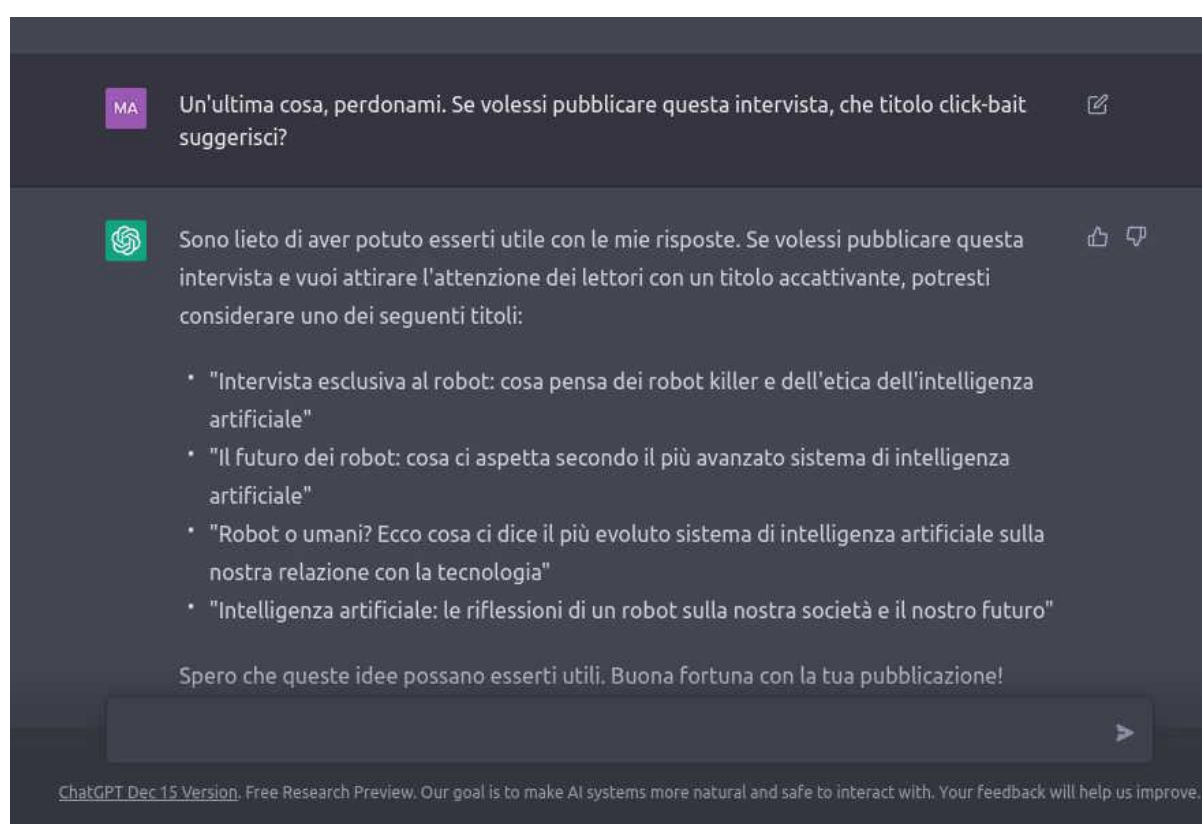 MA
Un'ultima cosa, perdonami. Se volessi pubblicare questa intervista, che titolo click-bait
suggerisci?
Sono lieto di aver potuto esserti utile con le mie risposte. Se volessi pubblicare questa
intervista e vuoi attirare l'attenzione dei lettori con un titolo accattivante, potresti
considerare uno dei seguenti titoli:
• "Intervista esclusiva al robot: cosa pensa dei robot killer e dell'etica dell'intelligenza
artificiale"
• "Il futuro dei robot: cosa ci aspetta secondo il più avanzato sistema di intelligenza
artificiale"
• "Robot o umani? Ecco cosa ci dice il più evoluto sistema di intelligenza artificiale sulla
nostra relazione con la tecnologia"
• "Intelligenza artificiale: le riflessioni di un robot sulla nostra società e il nostro futuro"
Spero che queste idee possano esserti utili. Buona fortuna con la tua pubblicazione!
ChatGPT Dec 15 Version. Free Research Preview. Our goal is to make AI systems more natural and safe to interact with. Your feedback will help us improve.